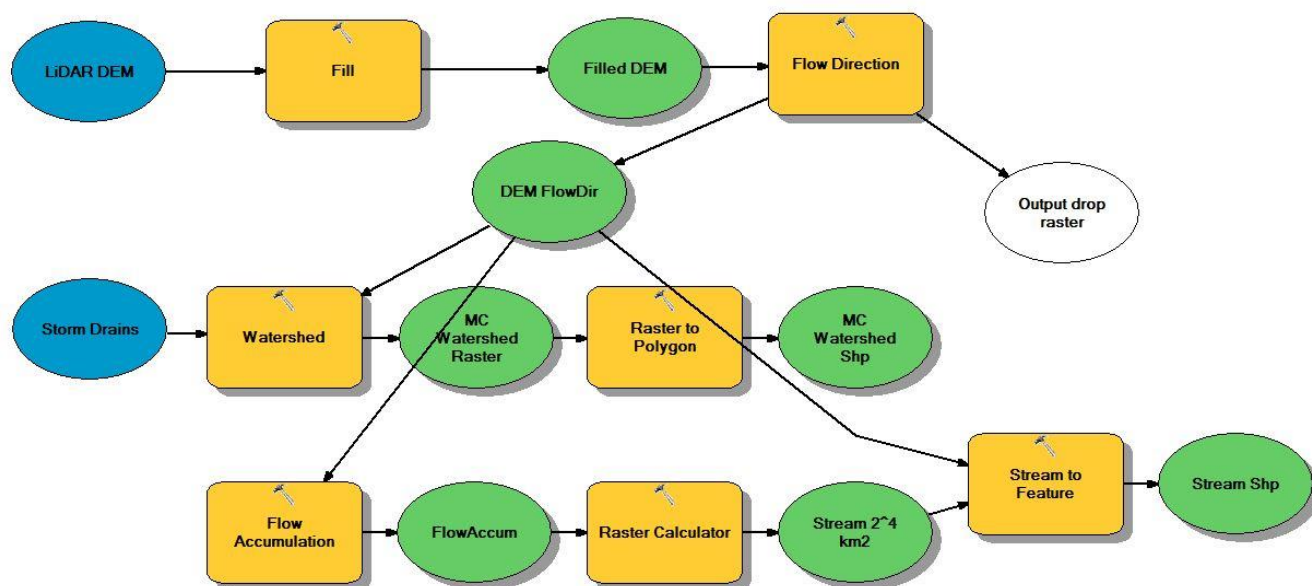 LiDAR DEM
Fill
Filled DEM
Flow Direction
DEM FlowDir
Output drop
raster
Storm Drains
Watershed
MC
Watershed
Raster
Raster to
Polygon
MC
Watershed
Shp
Flow
Accumulation
FlowAccum
Raster Calculator
Stream 2^4
km2
Stream to
Feature
Stream Shp